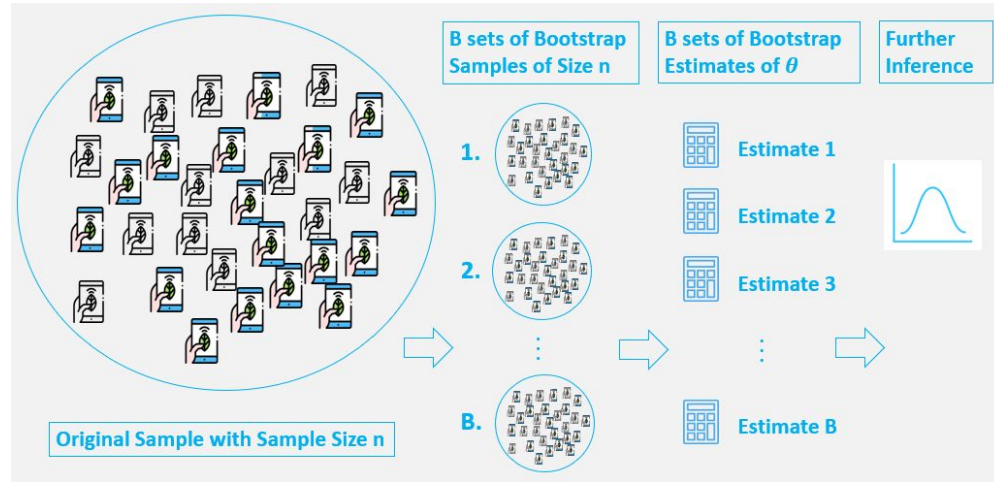 B sets of Bootstrap
Samples of Size n
B sets of Bootstrap
Estimates of θ
Further
Inference
1.
Estimate 1
Estimate 2
2.
Estimate 3
⋮
⋮
B.
Estimate B
Original Sample with Sample Size n